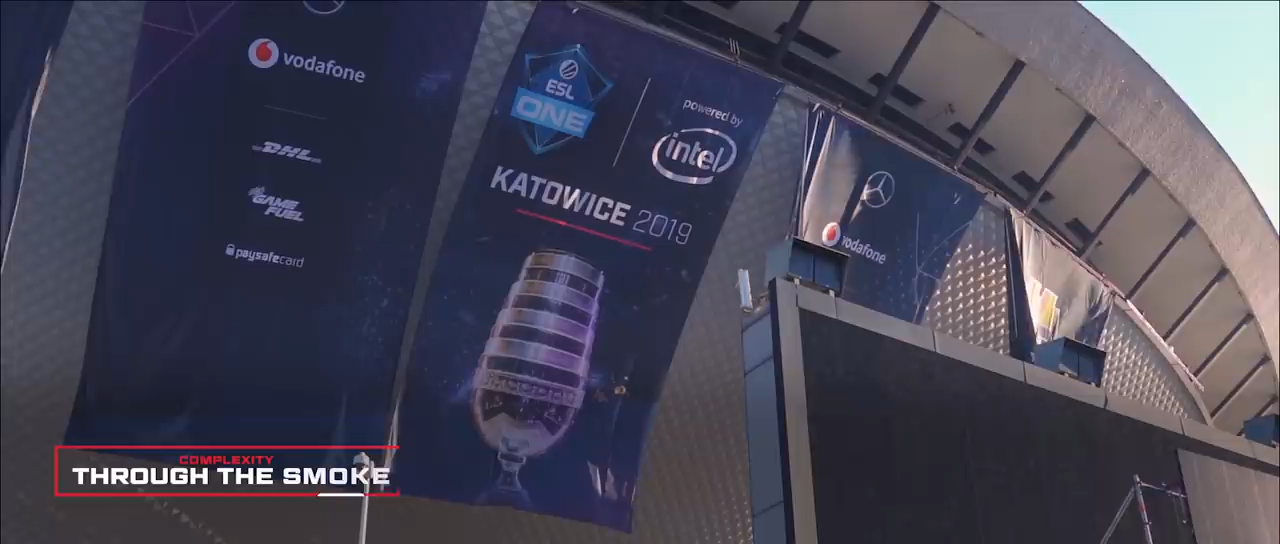 vodafone
DHL
GAME
FUEL
paysafecard
ESL
ONE
powered by
intel
KATOWICE 2019
vodafone
COMPLEXITY
THROUGH THE SMOKE